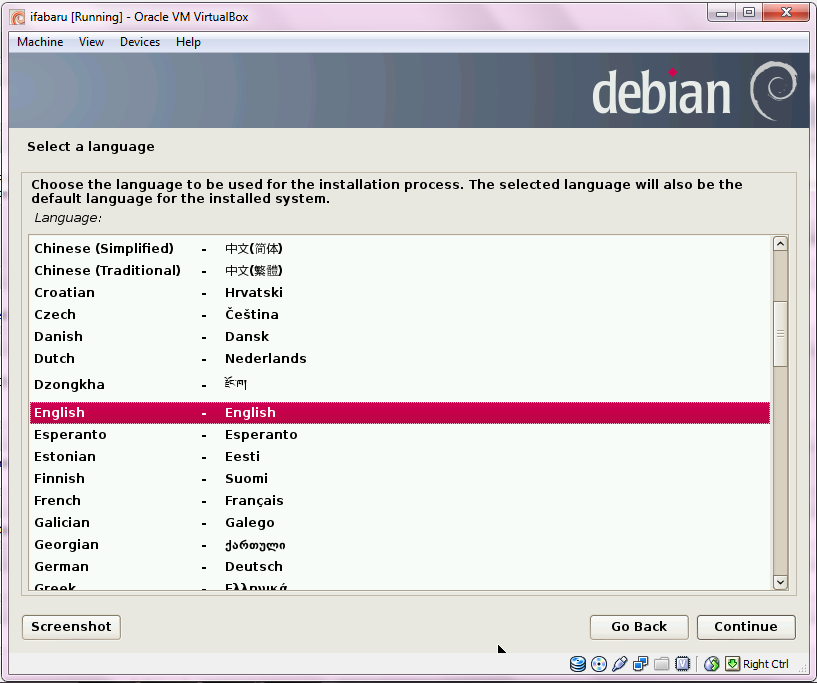 ifabaru [Running] - Oracle VM VirtualBox
Machine View Devices Help
debian
Select a language
Choose the language to be used for the installation process. The selected language will also be the
default language for the installed system.
Language:
Chinese (Simplified) - 中文(简体)
Chinese (Traditional) - 中文(繁體)
Croatian - Hrvatski
Czech - Čeština
Danish - Dansk
Dutch - Nederlands
Dzongkha - རྫོང་ཁ
English - English
Esperanto - Esperanto
Estonian - Eesti
Finnish - Suomi
French - Français
Galician - Galego
Georgian - ქართული
German - Deutsch
Greek - Ελληνικά
Screenshot Go Back Continue
Right Ctrl